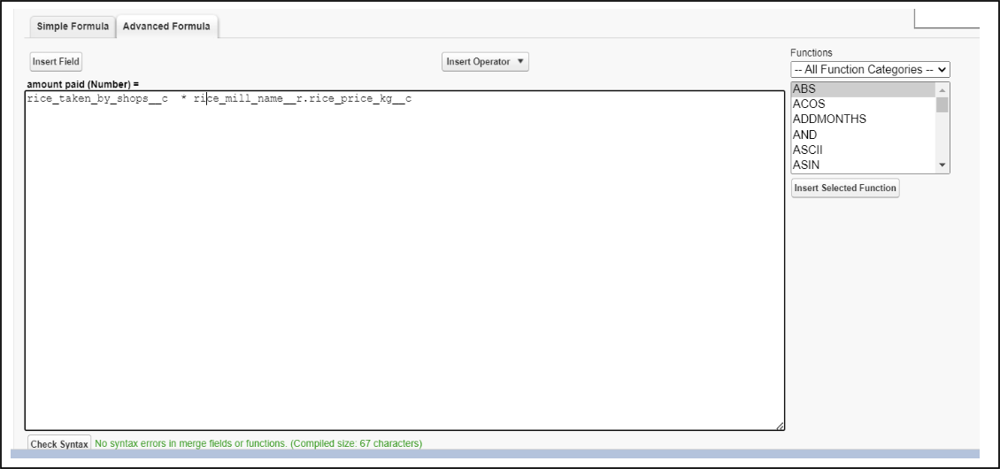 Simple Formula
Advanced Formula
Insert Field
Insert Operator
Functions
-- All Function Categories --
amount paid (Number) =
rice_taken_by_shops__c  * rice_mill_name__r.rice_price_kg__c
ABS
ACOS
ADDMONTHS
AND
ASCII
ASIN
Insert Selected Function
Check Syntax
No syntax errors in merge fields or functions. (Compiled size: 67 characters)